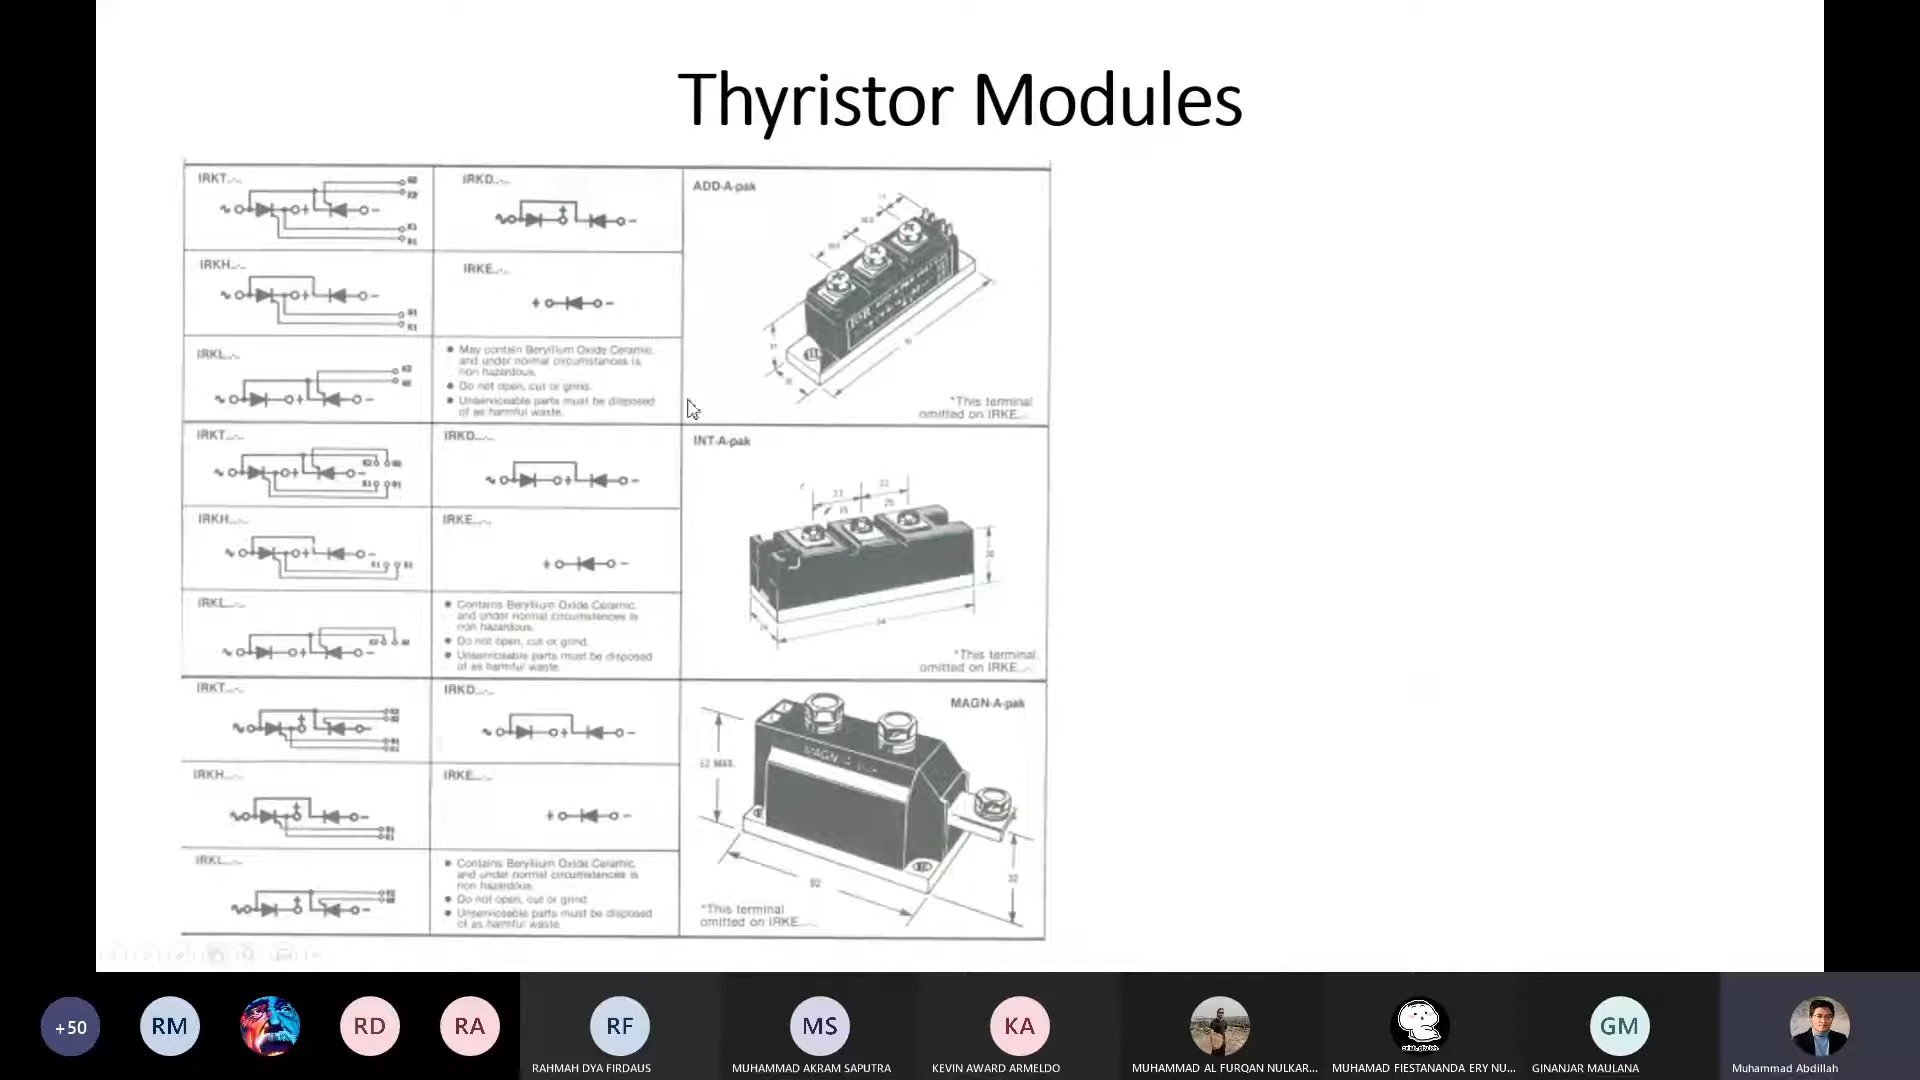 Thyristor Modules
IRKT
IRKD
ADD-A-pak
IRKH
IRKE
IRKL
May contain Beryllium Oxide Ceramic,
and under normal circumstances is
non hazardous.
Do not open, cut or grind.
Unserviceable parts must be disposed
of as harmful waste.
*This terminal
omitted on IRKE
IRKT
IRKD
INT-A-pak
IRKH
IRKE
IRKL
Contains Beryllium Oxide Ceramic,
and under normal circumstances is
non hazardous.
Do not open, cut or grind.
Unserviceable parts must be disposed
of as harmful waste.
*This terminal
omitted on IRKE
IRKT
IRKD
MAGN-A-pak
IRKH
IRKE
92
32
IRKL
Contains Beryllium Oxide Ceramic,
and under normal circumstances is
non hazardous.
Do not open, cut or grind.
Unserviceable parts must be disposed
of as harmful waste.
*This terminal
omitted on IRKE
+50
RM
RD
RA
RF
MS
KA
GM
RAHMAH DYA FIRDAUS
MUHAMMAD AKRAM SAPUTRA
KEVIN AWARD ARMELDO
MUHAMMAD AL FURQAN NULKAR...
MUHAMAD FIESTANANDA ERY NU...
GINANJAR MAULANA
Muhammad Abdillah